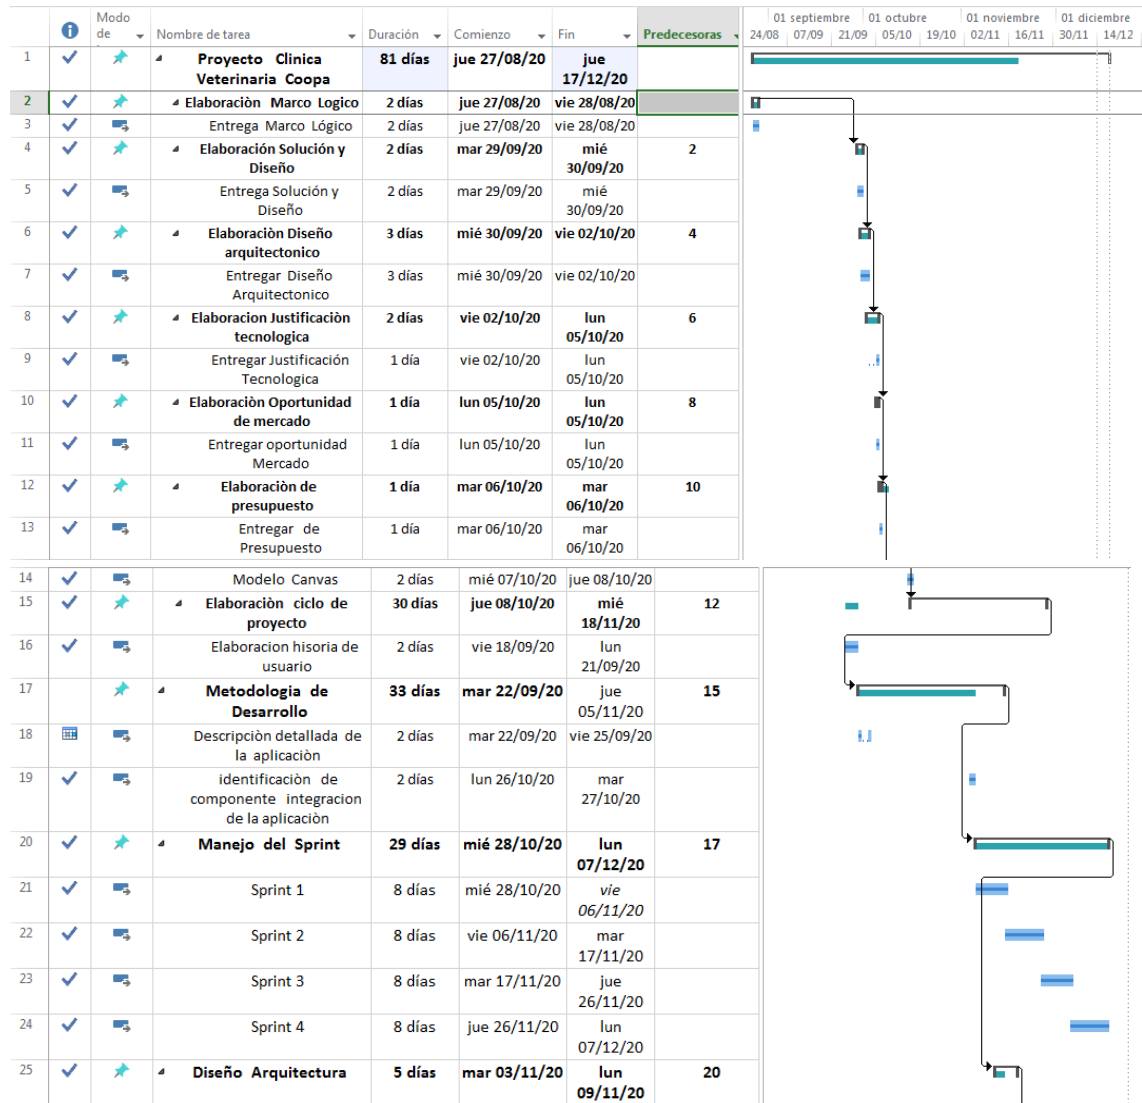 Modo de
Nombre de tarea Duración Comienzo Fin Predecesoras
01 septiembre 01 octubre 01 noviembre 01 diciembre
24/08 07/09 21/09 05/10 19/10 02/11 16/11 30/11 14/12
1 Proyecto Clinica 81 días jue 27/08/20 jue
Veterinaria Coopa 17/12/20
2 Elaboraciòn Marco Logico 2 días jue 27/08/20 vie 28/08/20
3 Entrega Marco Lógico 2 días jue 27/08/20 vie 28/08/20
4 Elaboración Solución y 2 días mar 29/09/20 mié 2
Diseño 30/09/20
5 Entrega Solución y 2 días mar 29/09/20 mié
Diseño 30/09/20
6 Elaboraciòn Diseño 3 días mié 30/09/20 vie 02/10/20 4
arquitectonico
7 Entregar Diseño 3 días mié 30/09/20 vie 02/10/20
Arquitectonico
8 Elaboracion Justificaciòn 2 días vie 02/10/20 lun 6
tecnologica 05/10/20
9 Entregar Justificación 1 día vie 02/10/20 lun
Tecnologica 05/10/20
10 Elaboraciòn Oportunidad 1 día lun 05/10/20 lun 8
de mercado 05/10/20
11 Entregar oportunidad 1 día lun 05/10/20 lun
Mercado 05/10/20
12 Elaboraciòn de 1 día mar 06/10/20 mar 10
presupuesto 06/10/20
13 Entregar de 1 día mar 06/10/20 mar
Presupuesto 06/10/20
14 Modelo Canvas 2 días mié 07/10/20 jue 08/10/20
15 Elaboraciòn ciclo de 30 días jue 08/10/20 mié 12
proyecto 18/11/20
16 Elaboracion hisoria de 2 días vie 18/09/20 lun
usuario 21/09/20
17 Metodologia de 33 días mar 22/09/20 jue 15
Desarrollo 05/11/20
18 Descripciòn detallada de 2 días mar 22/09/20 vie 25/09/20
la aplicaciòn
19 identificaciòn de 2 días lun 26/10/20 mar
componente integracion 27/10/20
de la aplicaciòn
20 Manejo del Sprint 29 días mié 28/10/20 lun 17
07/12/20
21 Sprint 1 8 días mié 28/10/20 vie
06/11/20
22 Sprint 2 8 días vie 06/11/20 mar
17/11/20
23 Sprint 3 8 días mar 17/11/20 jue
26/11/20
24 Sprint 4 8 días jue 26/11/20 lun
07/12/20
25 Diseño Arquitectura 5 días mar 03/11/20 lun 20
09/11/20